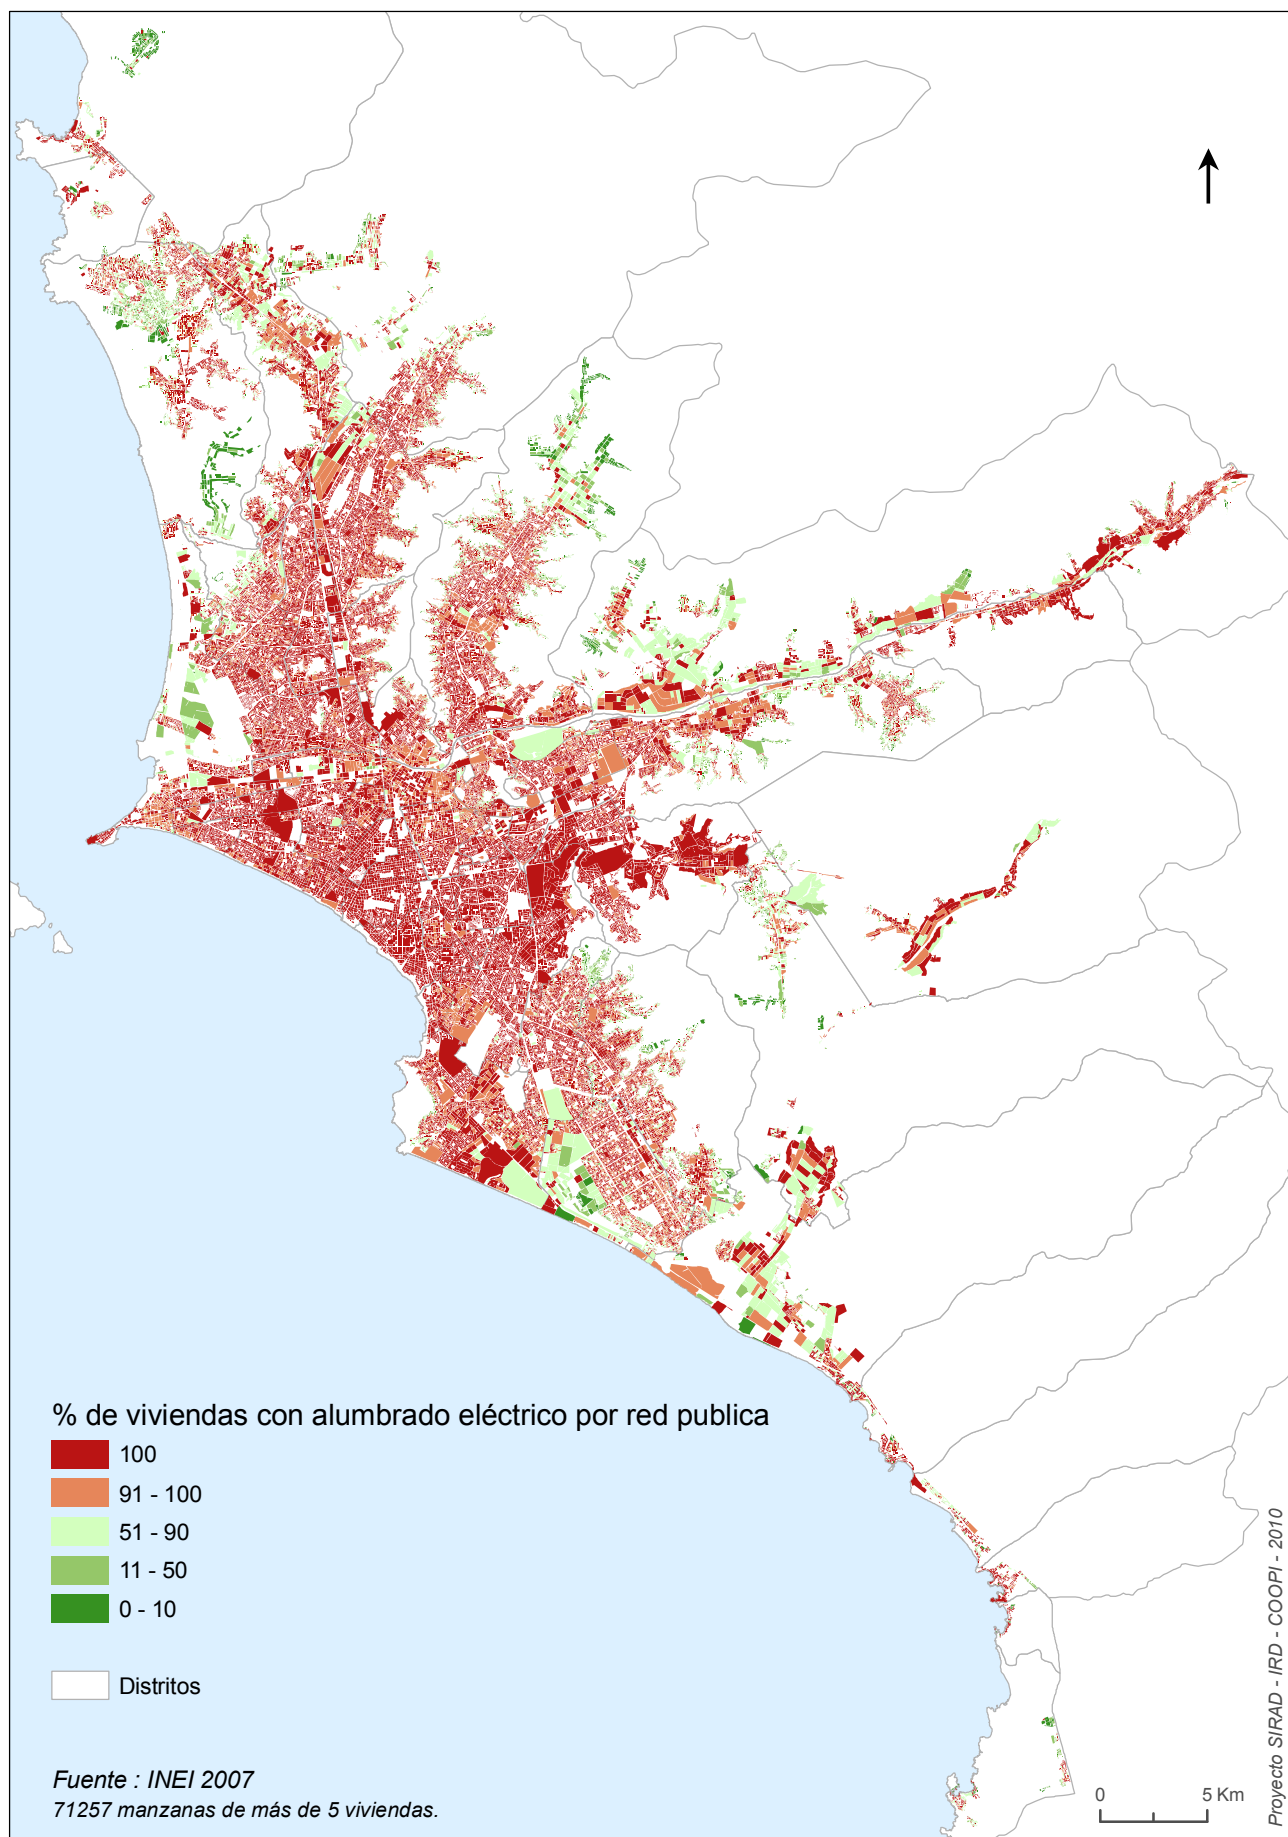 % de viviendas con alumbrado eléctrico por red publica
100
91 - 100
51 - 90
11 - 50
0 - 10
Distritos
Fuente : INEI 2007
71257 manzanas de más de 5 viviendas.
0 5 Km
Proyecto SIRAD - IRD - COOPI - 2010